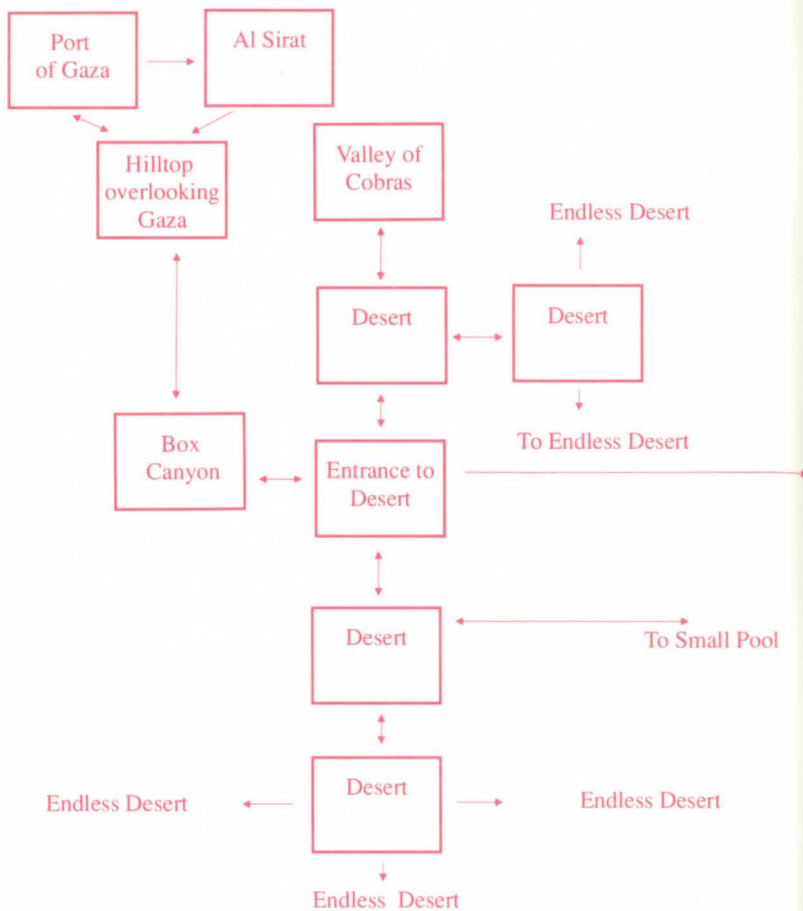 Port
of Gaza
Al Sirat
Hilltop
overlooking
Gaza
Valley of
Cobras
Endless Desert
Desert
Desert
To Endless Desert
Box
Canyon
Entrance to
Desert
Desert
To Small Pool
Desert
Endless Desert
Endless Desert
Endless Desert